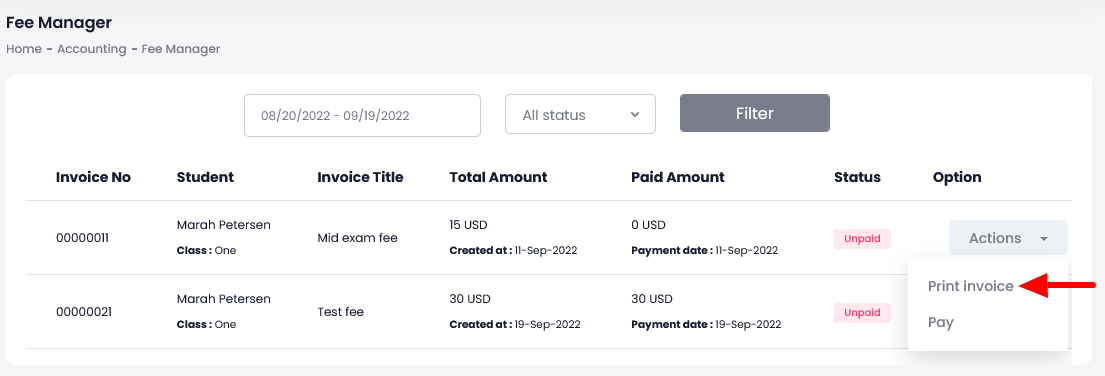 Fee Manager
Home - Accounting - Fee Manager
08/20/2022 - 09/19/2022 All status Filter
Invoice No Student Invoice Title Total Amount Paid Amount Status Option
00000011 Marah Petersen Mid exam fee 15 USD 0 USD Unpaid Actions
Class : One Created at : 11-Sep-2022 Payment date : 11-Sep-2022
Print invoice
00000021 Marah Petersen Test fee 30 USD 30 USD Unpaid
Class : One Created at : 19-Sep-2022 Payment date : 19-Sep-2022
Pay